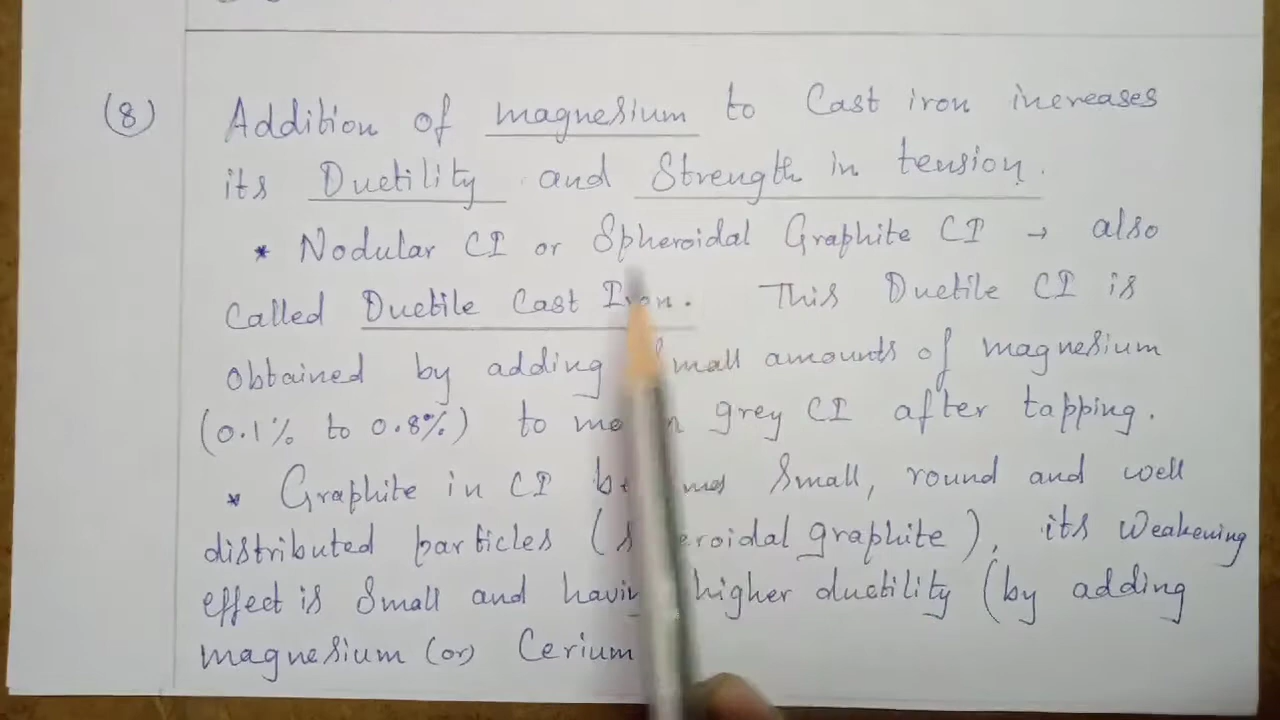 (8) Addition of magnesium to Cast iron increases
its Ductility and Strength in tension.
* Nodular CI or Spheroidal Graphite CI → also
Called Ductile Cast Iron. This Ductile CI is
obtained by adding small amounts of magnesium
(0.1% to 0.8%) to grey CI after tapping.
* Graphite in CI small, round and well
distributed particles ( graphite), its weakening
effect is small and higher ductility (by adding
magnesium (or) Cerium